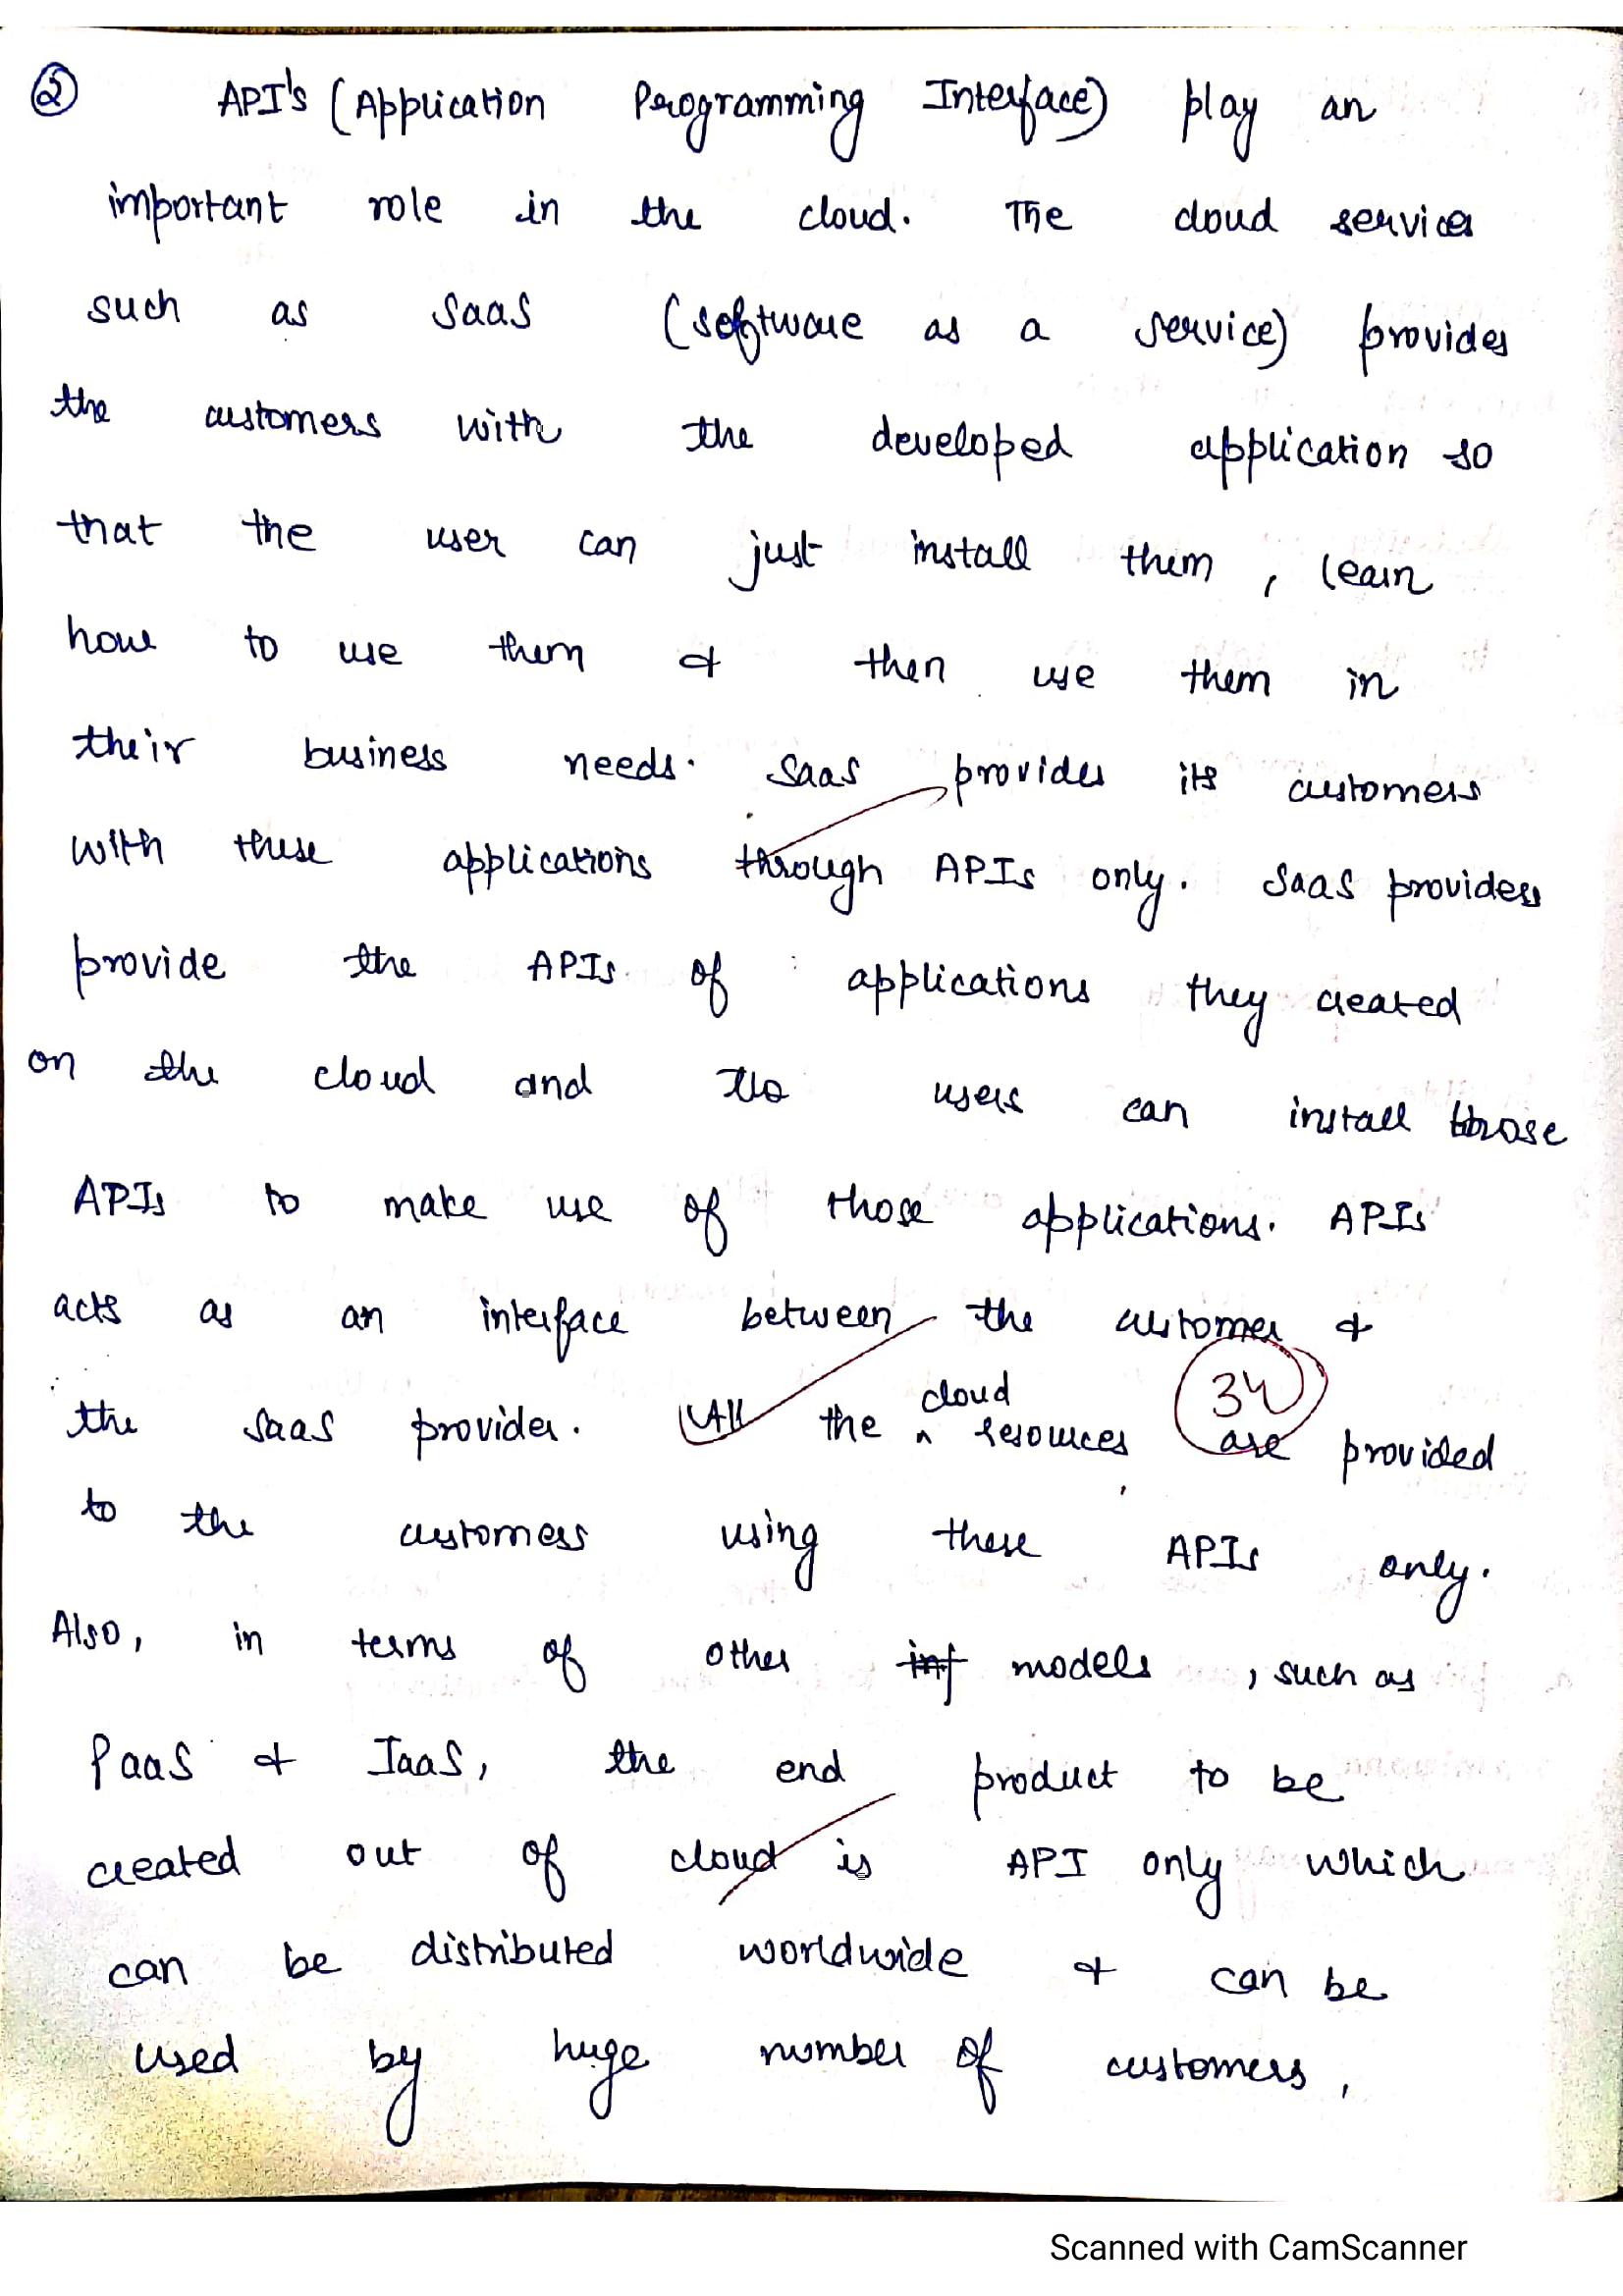 ② API's (Application Programming Interface) play an
important role in the cloud. The cloud services
such as SaaS (software as a service) provides
the customers with the developed application so
that the user can just install them, learn
how to use them & then use them in
their business needs. SaaS provides its customers
with these applications through APIs only. SaaS providers
provide the APIs of applications they created
on the cloud and the users can install those
APIs to make use of those applications. APIs
acts as an interface between the customer &
the SaaS provider. All the cloud resources are provided
34
to the customers using these APIs only.
Also, in terms of other inf models, such as
PaaS & IaaS, the end product to be
created out of cloud is API only which
can be distributed worldwide & can be
used by huge number of customers,
Scanned with CamScanner